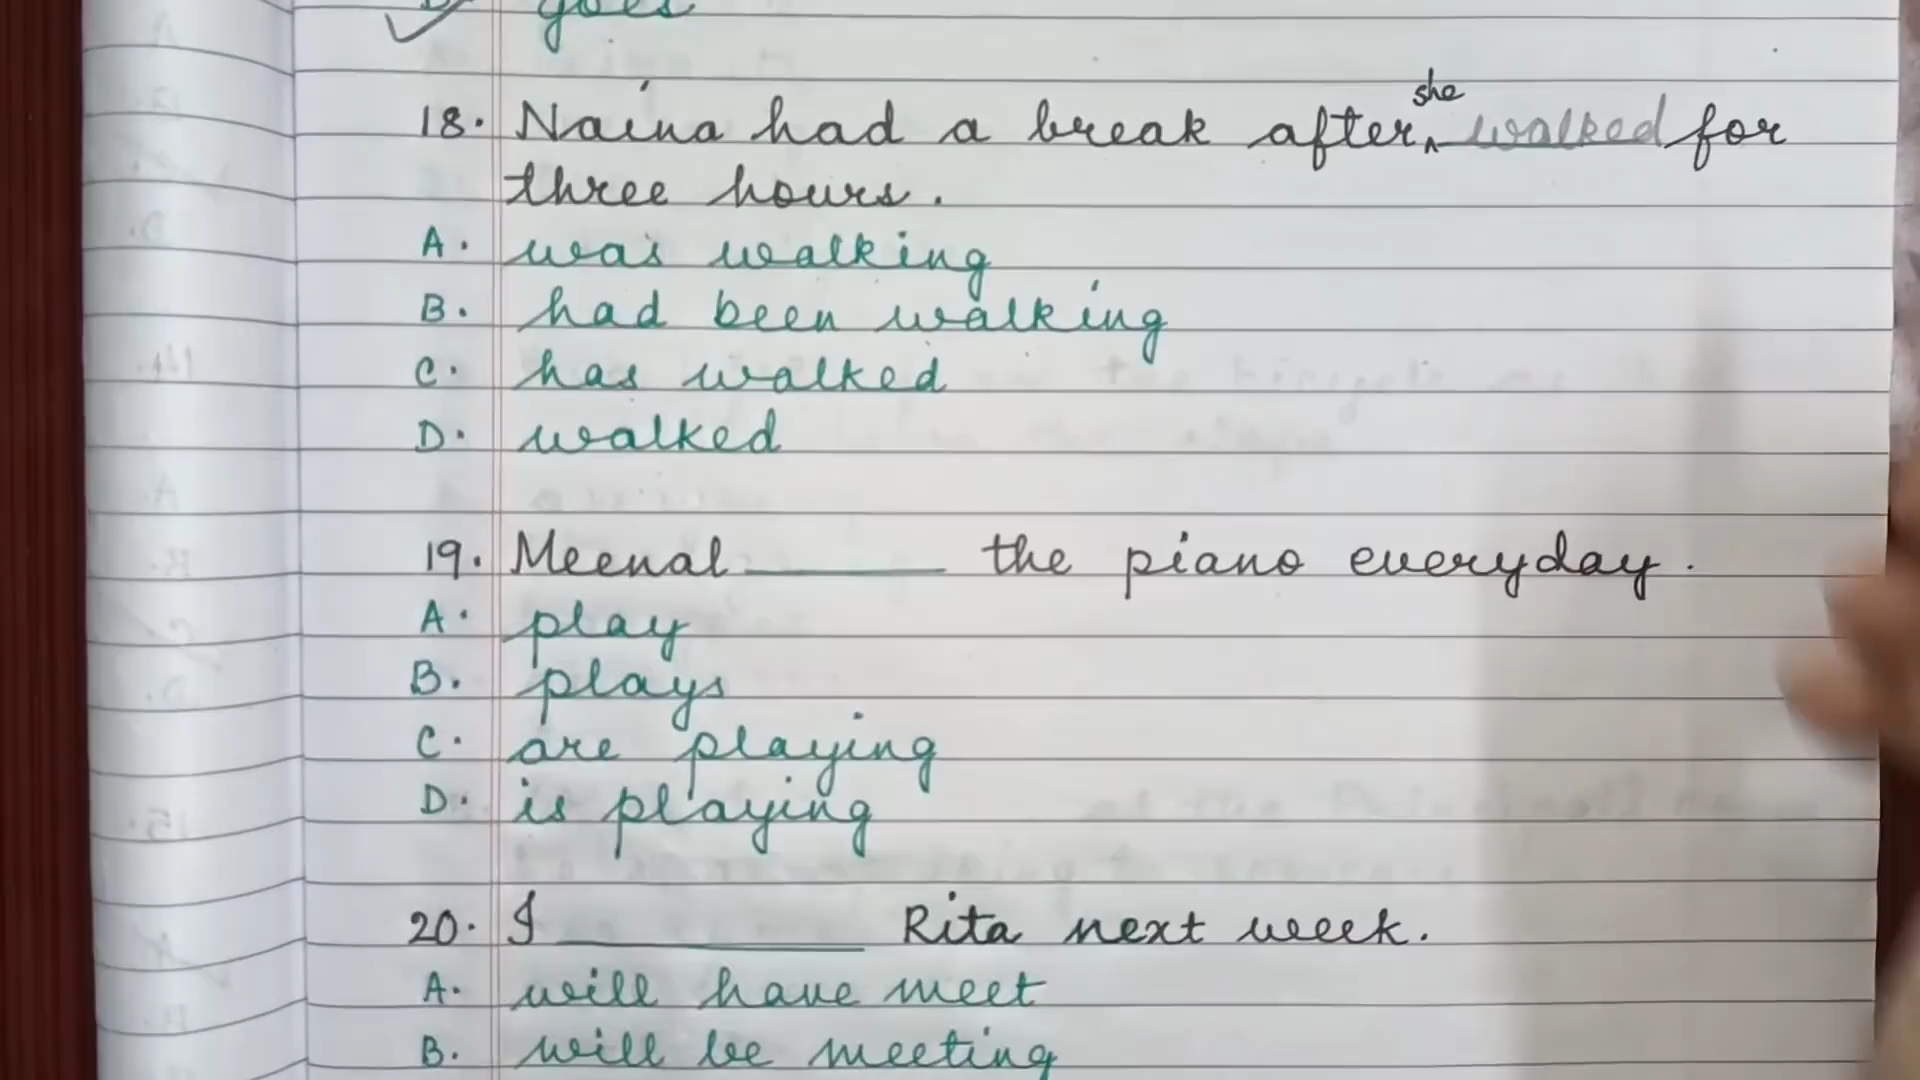 goes
18. Naina had a break after she walked for
three hours.
A. was walking
B. had been walking
C. has walked
D. walked
19. Meenal ______ the piano everyday.
A. play
B. plays
C. are playing
D. is playing
20. I ______ Rita next week.
A. will have meet
B. will be meeting